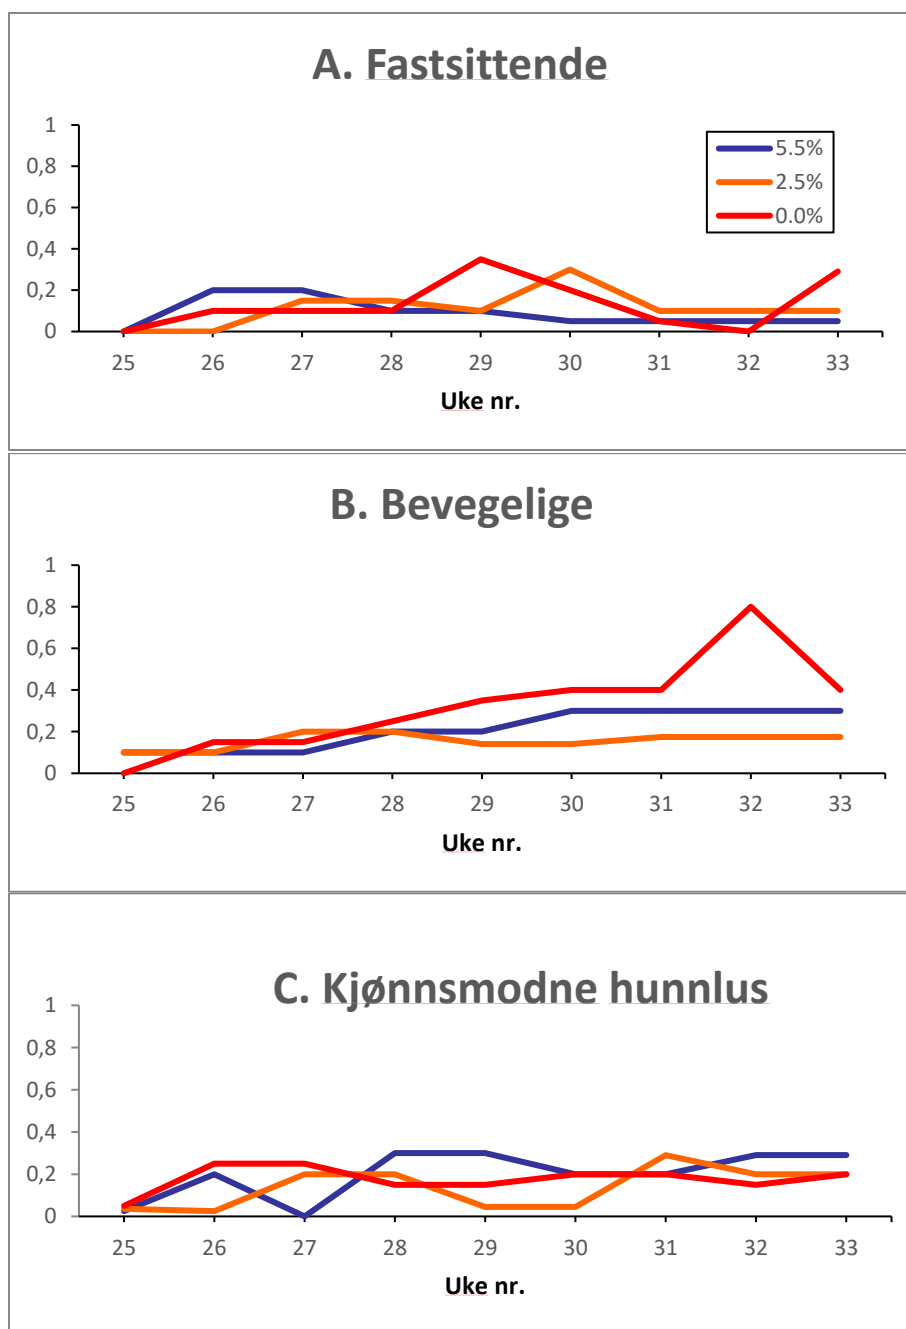 A. Fastsittende
1
0,8
0,6
0,4
0,2
0
5.5%
2.5%
0.0%
25 26 27 28 29 30 31 32 33
Uke nr.
B. Bevegelige
1
0,8
0,6
0,4
0,2
0
25 26 27 28 29 30 31 32 33
Uke nr.
C. Kjønnsmodne hunnlus
1
0,8
0,6
0,4
0,2
0
25 26 27 28 29 30 31 32 33
Uke nr.